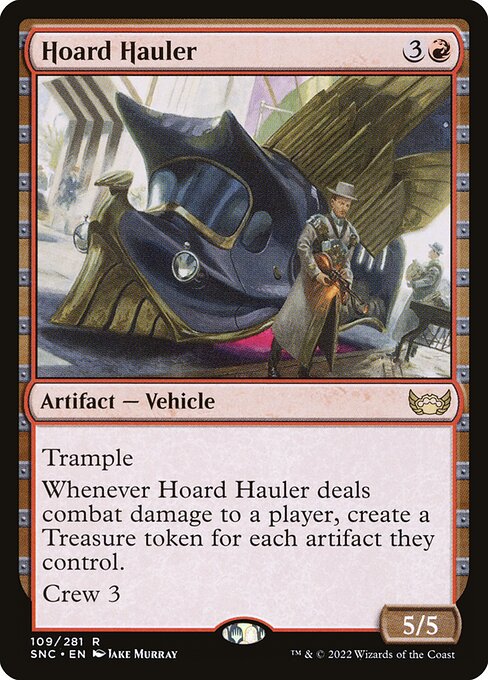 Hoard Hauler 3
Artifact — Vehicle
Trample
Whenever Hoard Hauler deals
combat damage to a player, create a
Treasure token for each artifact they
control.
Crew 3
5/5
109/281 R
SNC • EN Jake Murray
™ & © 2022 Wizards of the Coast